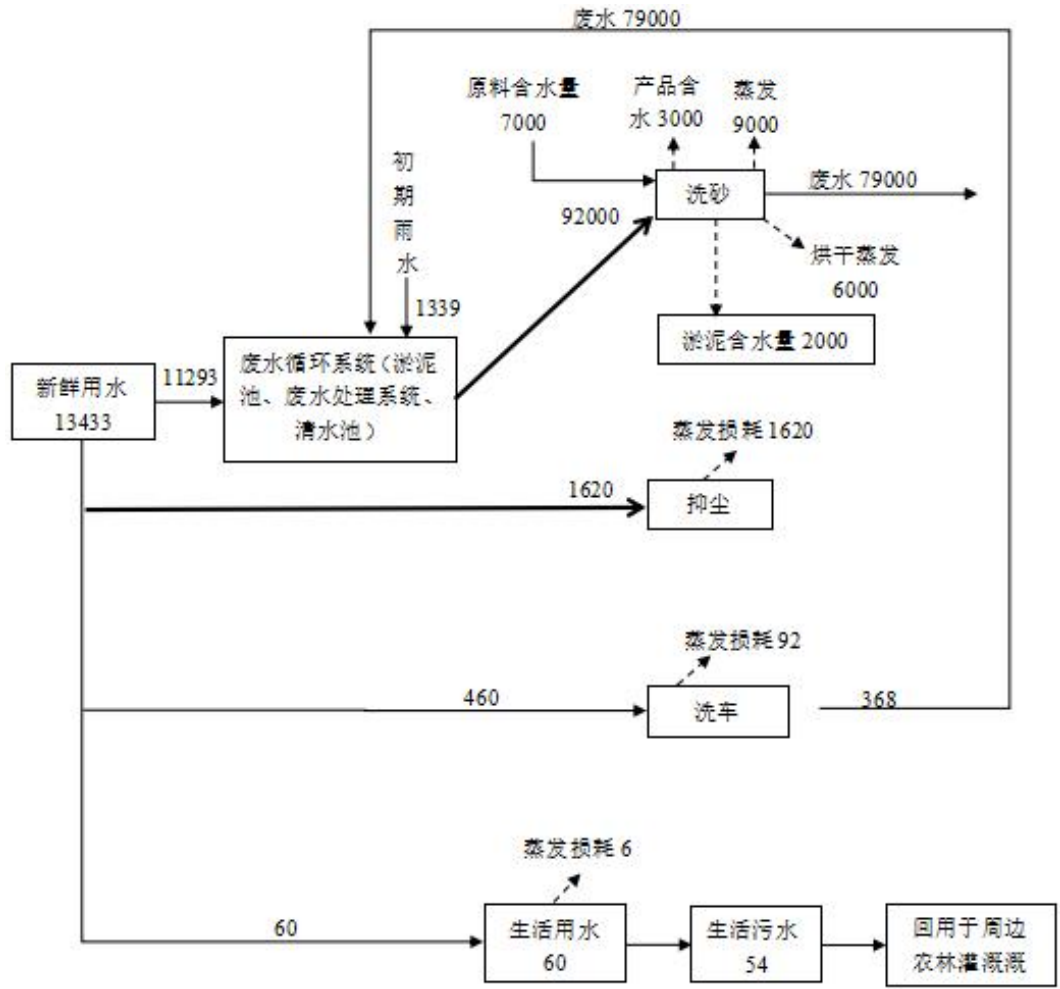 废水 79000
原料含水量
7000
产品含
水 3000
蒸发
9000
初
期
雨
水
1339
92000
洗砂
废水 79000
烘干蒸发
6000
淤泥含水量 2000
新鲜用水
13433
11293
废水循环系统（淤泥
池、废水处理系统、
清水池）
蒸发损耗 1620
1620
抑尘
蒸发损耗 92
460
洗车
368
蒸发损耗 6
60
生活用水
60
生活污水
54
回用于周边
农林灌溉溉